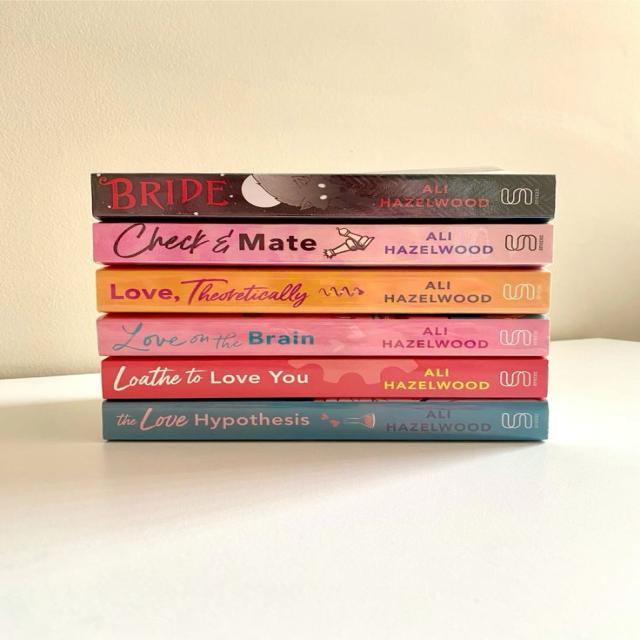 BRIDE
ALI
HAZELWOOD
Check & Mate
ALI
HAZELWOOD
Love, Theoretically
ALI
HAZELWOOD
Love on the Brain
ALI
HAZELWOOD
Loathe to Love You
ALI
HAZELWOOD
the Love Hypothesis
ALI
HAZELWOOD